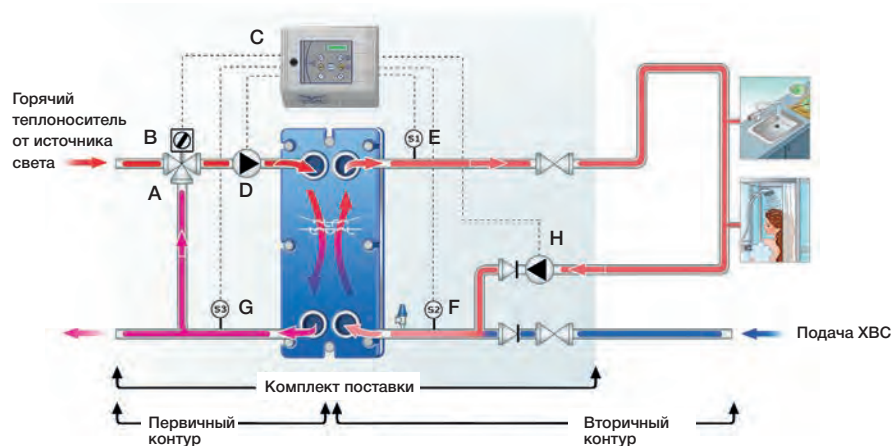 C
Горячий
теплоноситель
от источника
света
B
A
D
S1
E
H
S3
G
S2
F
Подача ХВС
Комплект поставки
Первичный
контур
Вторичный
контур